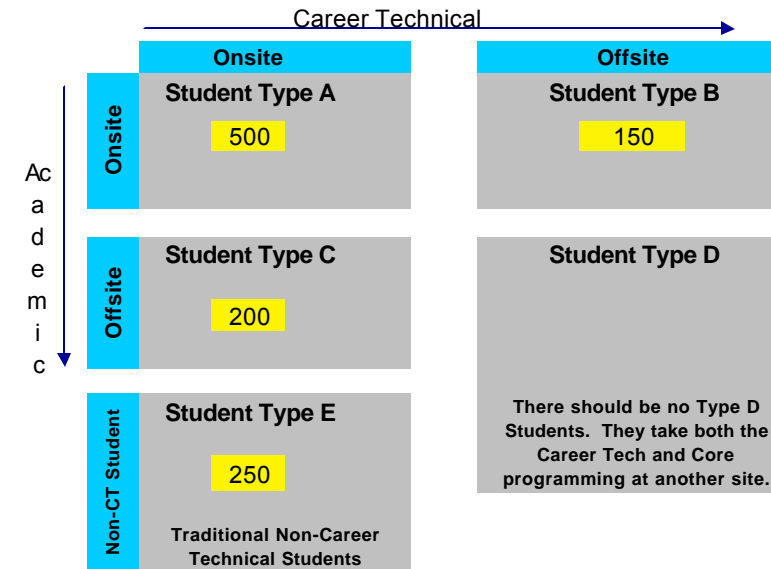 Career Technical
Onsite
Offsite
Academic
Onsite
Student Type A
500
Student Type B
150
Offsite
Student Type C
200
Student Type D
There should be no Type D
Students. They take both the
Career Tech and Core
programming at another site.
Non-CT Student
Student Type E
250
Traditional Non-Career
Technical Students